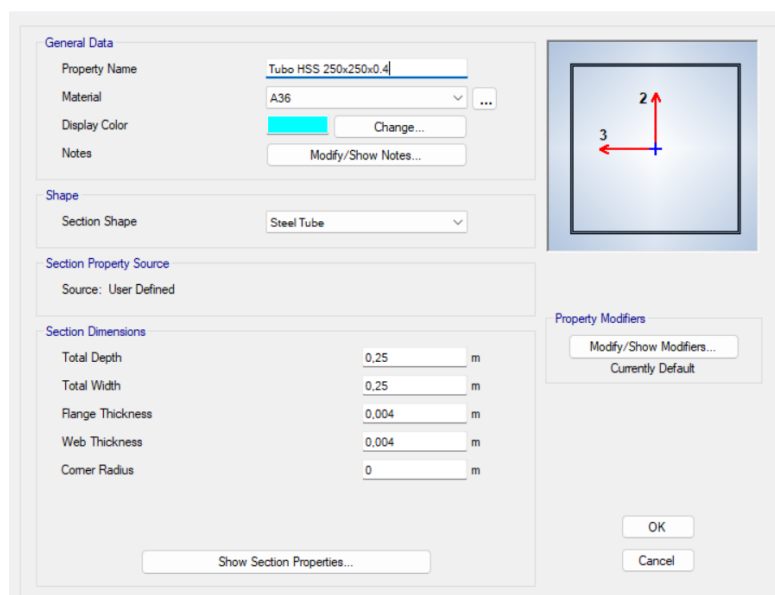 General Data
Property Name Tubo HSS 250x250x0.4
Material A36 ...
Display Color Change...
Notes Modify/Show Notes...
2
3
Shape
Section Shape Steel Tube
Section Property Source
Source: User Defined
Property Modifiers
Modify/Show Modifiers...
Currently Default
Section Dimensions
Total Depth 0,25 m
Total Width 0,25 m
Flange Thickness 0,004 m
Web Thickness 0,004 m
Corner Radius 0 m
Show Section Properties...
OK
Cancel